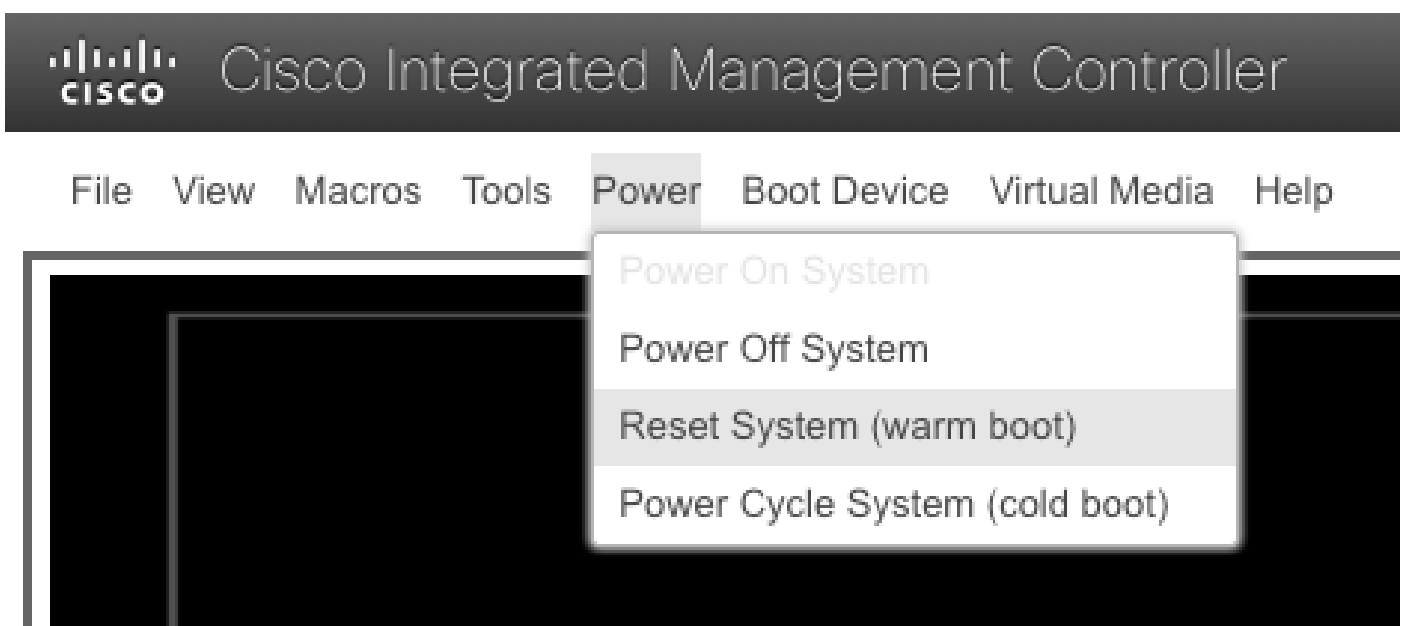 CISCO Cisco Integrated Management Controller
File View Macros Tools Power Boot Device Virtual Media Help
Power On System
Power Off System
Reset System (warm boot)
Power Cycle System (cold boot)